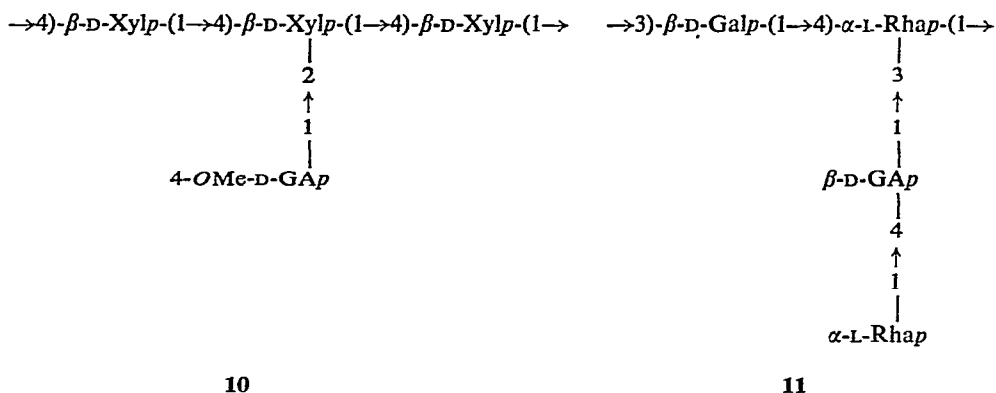 →4)-β-D-Xylp-(1→4)-β-D-Xylp-(1→4)-β-D-Xylp-(1→
2
↑
1
4-OMe-D-GAp
10
→3)-β-D-Galp-(1→4)-α-L-Rhap-(1→
3
↑
1
β-D-GAp
4
↑
1
α-L-Rhap
11